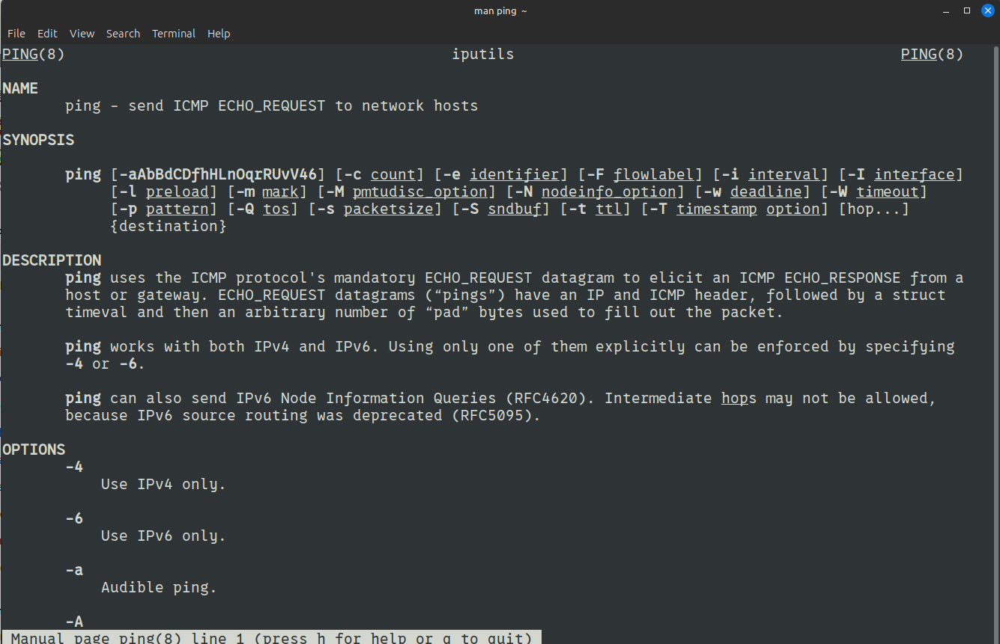 man ping ~
File Edit View Search Terminal Help
PING(8) iputils PING(8)
NAME
ping - send ICMP ECHO_REQUEST to network hosts
SYNOPSIS
ping [-aAbBdCDfhHLnOqrRUvV46] [-c count] [-e identifier] [-F flowlabel] [-i interval] [-I interface]
[-l preload] [-m mark] [-M pmtudisc_option] [-N nodeinfo_option] [-w deadline] [-W timeout]
[-p pattern] [-Q tos] [-s packetsize] [-S sndbuf] [-t ttl] [-T timestamp option] [hop...]
{destination}
DESCRIPTION
ping uses the ICMP protocol's mandatory ECHO_REQUEST datagram to elicit an ICMP ECHO_RESPONSE from a
host or gateway. ECHO_REQUEST datagrams (“pings”) have an IP and ICMP header, followed by a struct
timeval and then an arbitrary number of “pad” bytes used to fill out the packet.
ping works with both IPv4 and IPv6. Using only one of them explicitly can be enforced by specifying
-4 or -6.
ping can also send IPv6 Node Information Queries (RFC4620). Intermediate hops may not be allowed,
because IPv6 source routing was deprecated (RFC5095).
OPTIONS
-4
Use IPv4 only.
-6
Use IPv6 only.
-a
Audible ping.
-A
Manual page ping(8) line 1 (press h for help or q to quit)